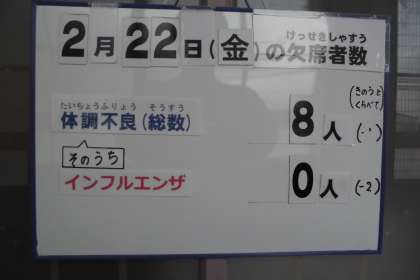 けっせきしゃすう
2月22日(金)の欠席者数
(きのうと
くらべて)
たいちょうふりょう そうすう
体調不良(総数) 8人
そのうち
インフルエンザ 0人(-2)